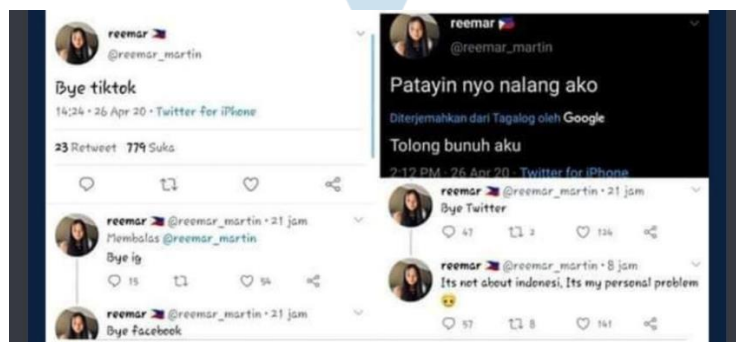 reemar 🇵🇭
@reemar_martin
Bye tiktok
14:24 · 26 Apr 20 · Twitter for iPhone
23 Retweet 779 Suka
reemar 🇵🇭 @reemar_martin · 21 jam
Membalas @reemar_martin
Bye ig
15 54
reemar 🇵🇭 @reemar_martin · 21 jam
Bye facebook
reemar 🇵🇭
@reemar_martin
Patayin nyo nalang ako
Diterjemahkan dari Tagalog oleh Google
Tolong bunuh aku
2:12 PM · 26 Apr 20 · Twitter for iPhone
reemar 🇵🇭 @reemar_martin · 21 jam
Bye Twitter
47 2 124
reemar 🇵🇭 @reemar_martin · 8 jam
Its not about indonesi, Its my personal problem
57 8 141